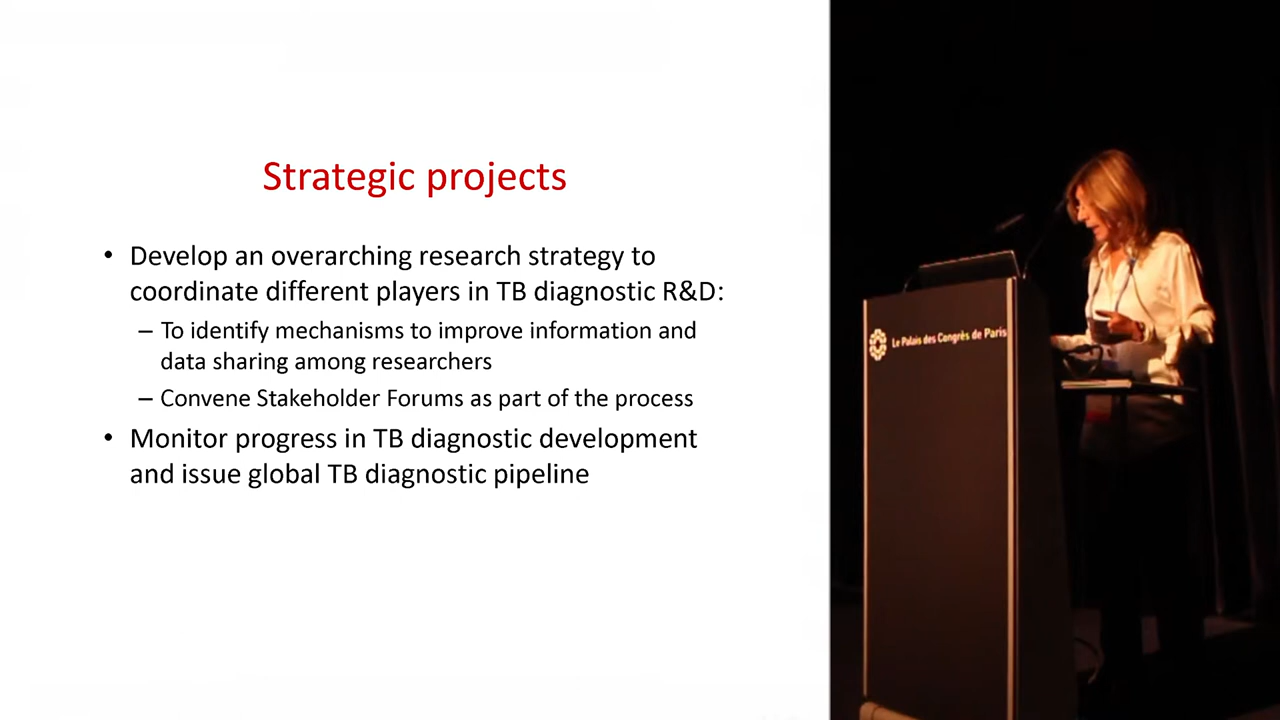 Strategic projects
• Develop an overarching research strategy to
coordinate different players in TB diagnostic R&D:
– To identify mechanisms to improve information and
data sharing among researchers
– Convene Stakeholder Forums as part of the process
• Monitor progress in TB diagnostic development
and issue global TB diagnostic pipeline
Le Palais des Congrès de Paris